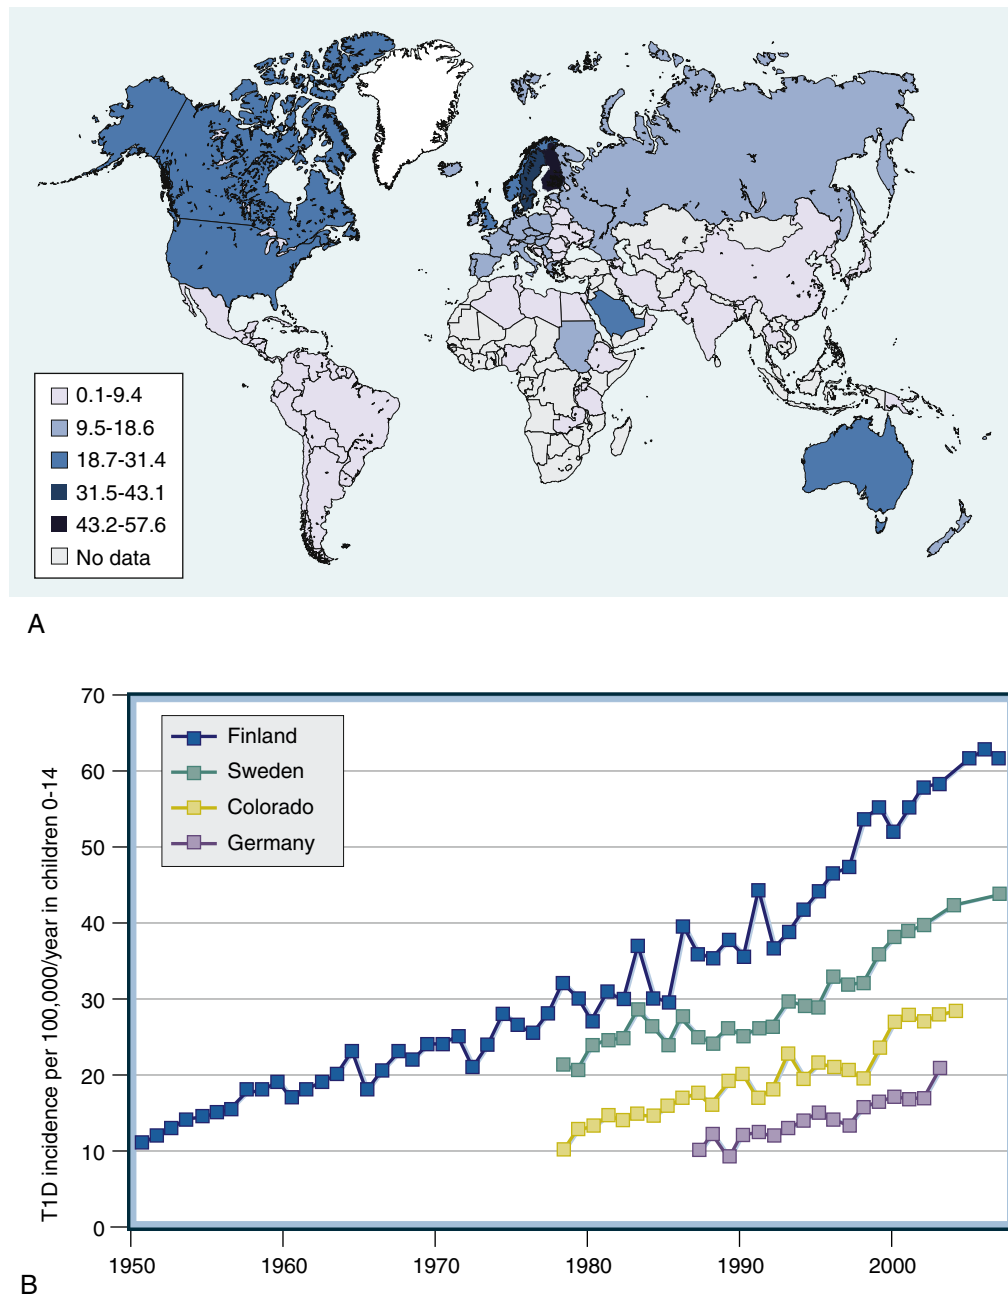 0.1-9.4
9.5-18.6
18.7-31.4
31.5-43.1
43.2-57.6
No data
A
T1D incidence per 100,000/year in children 0-14
70
60
50
40
30
20
10
0
Finland
Sweden
Colorado
Germany
1950 1960 1970 1980 1990 2000
B